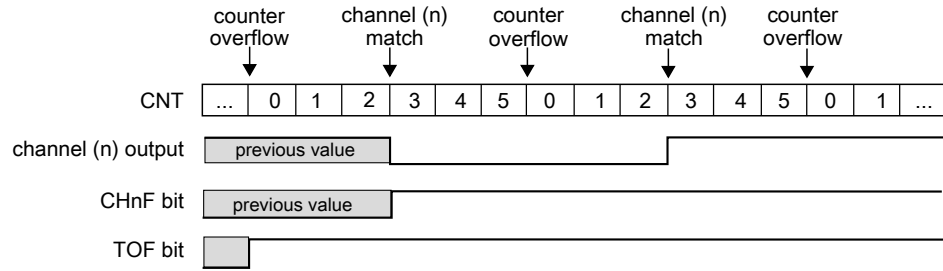 counter overflow
channel (n) match
counter overflow
channel (n) match
counter overflow
CNT ... 0 1 2 3 4 5 0 1 2 3 4 5 0 1 ...
channel (n) output previous value
CHnF bit previous value
TOF bit